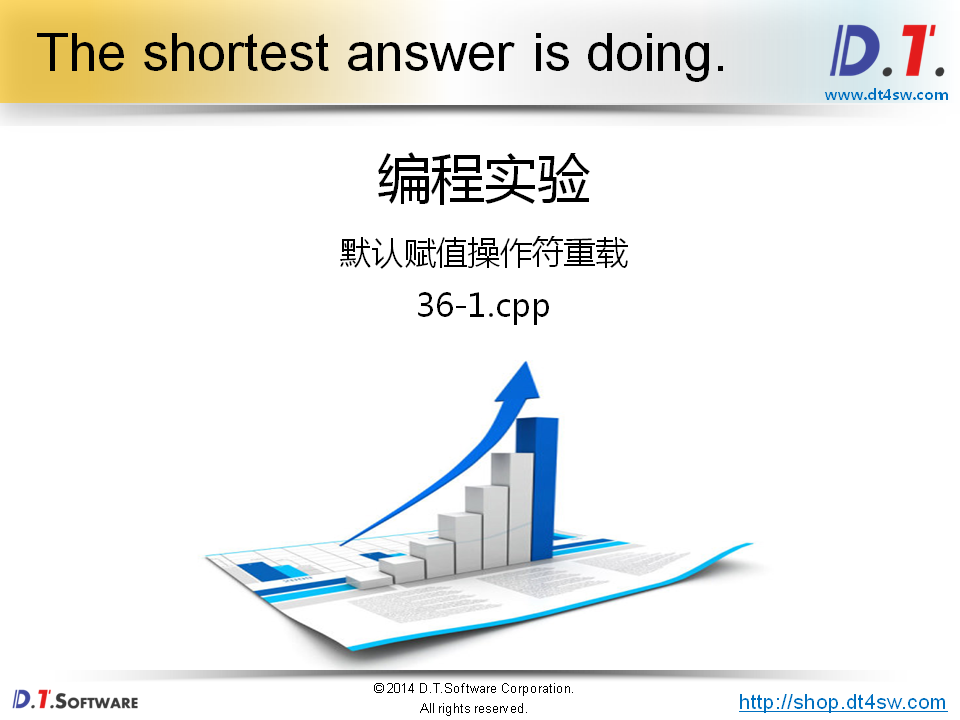 The shortest answer is doing.
D.T.
www.dt4sw.com
编程实验
默认赋值操作符重载
36-1.cpp
©2014 D.T.Software Corporation.
All rights reserved.
D.T.SOFTWARE
http://shop.dt4sw.com